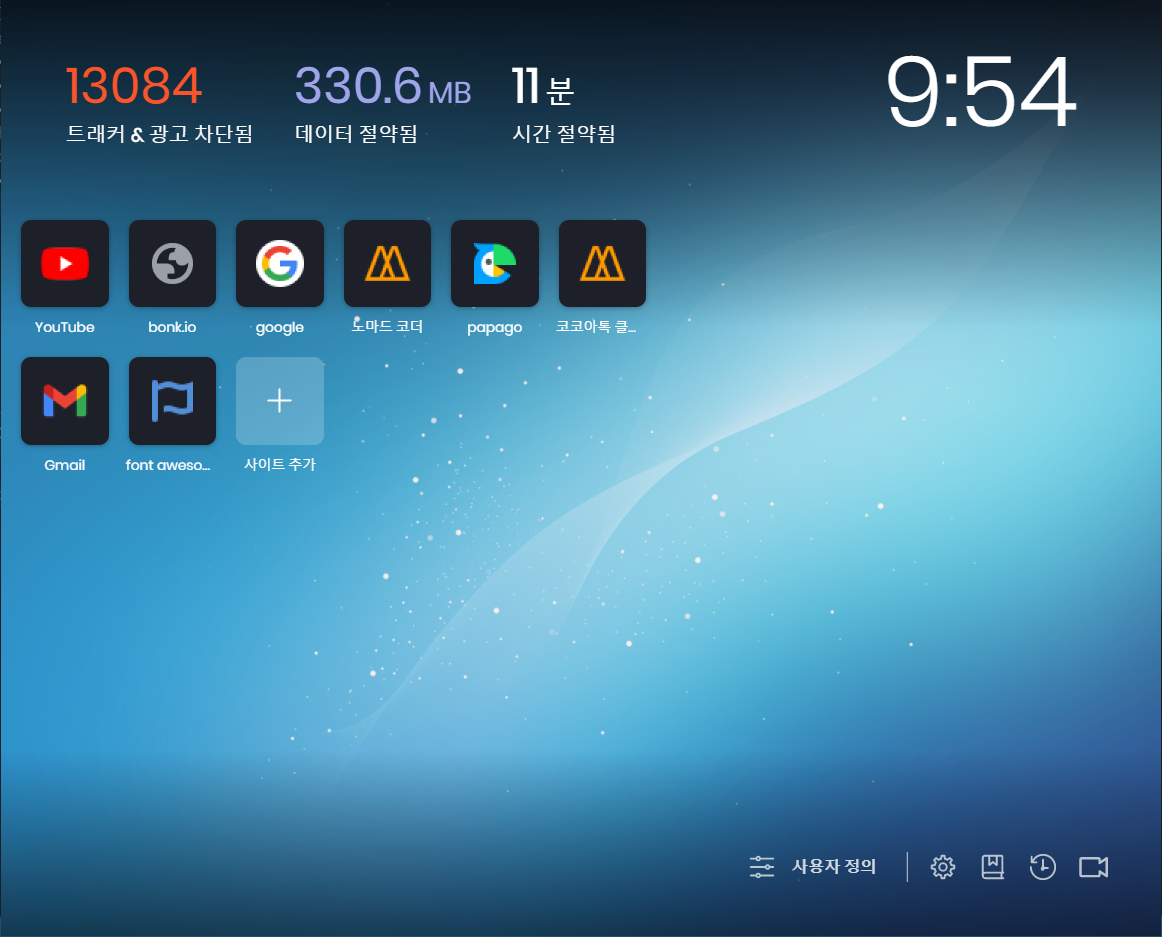 13084
330.6 MB
11 분
9:54
트래커 & 광고 차단됨
데이터 절약됨
시간 절약됨
YouTube
bonk.io
google
노마드 코더
papago
코코아톡 클...
Gmail
font aweso...
사이트 추가
사용자 정의